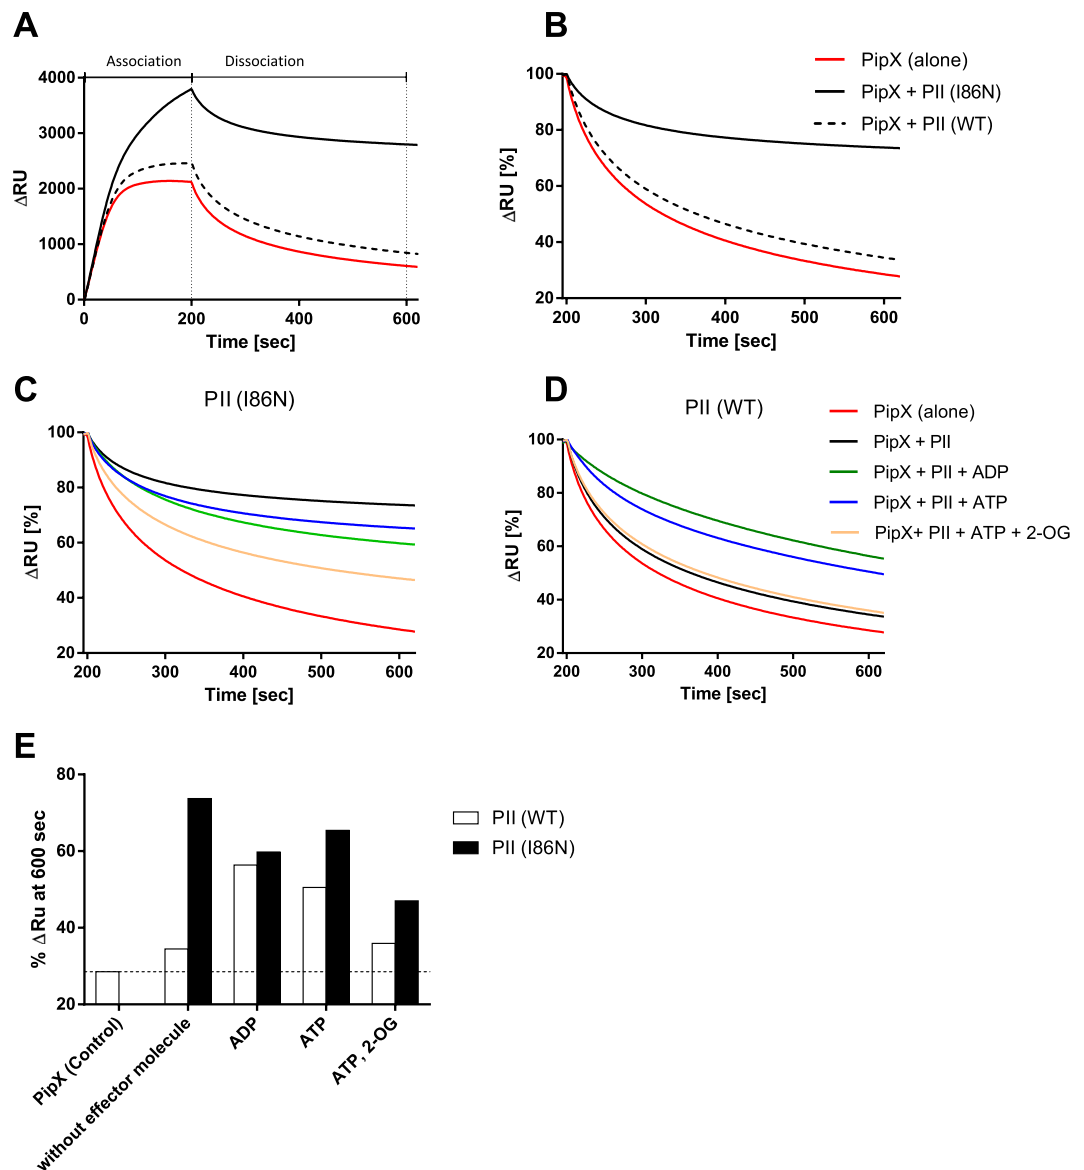 A
Association
Dissociation
4000
3000
2000
1000
0
ΔRU
0
200
400
600
Time [sec]
B
PipX (alone)
PipX + PII (I86N)
PipX + PII (WT)
100
80
60
40
20
ΔRU [%]
200
300
400
500
600
Time [sec]
C
PII (I86N)
100
80
60
40
20
ΔRU [%]
200
300
400
500
600
Time [sec]
D
PII (WT)
PipX (alone)
PipX + PII
PipX + PII + ADP
PipX + PII + ATP
PipX+ PII + ATP + 2-OG
100
80
60
40
20
ΔRU [%]
200
300
400
500
600
Time [sec]
E
80
60
40
20
% ΔRu at 600 sec
PII (WT)
PII (I86N)
PipX (Control)
without effector molecule
ADP
ATP
ATP, 2-OG